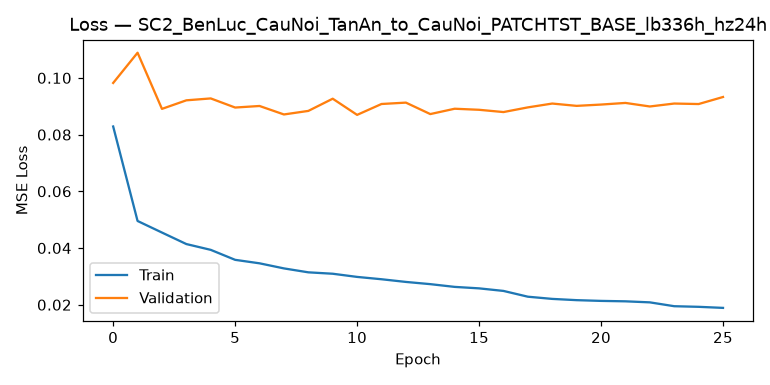 Loss — SC2_BenLuc_CauNoi_TanAn_to_CauNoi_PATCHTST_BASE_lb336h_hz24h
MSE Loss
0.10
0.08
0.06
0.04
0.02
Train
Validation
0 5 10 15 20 25
Epoch